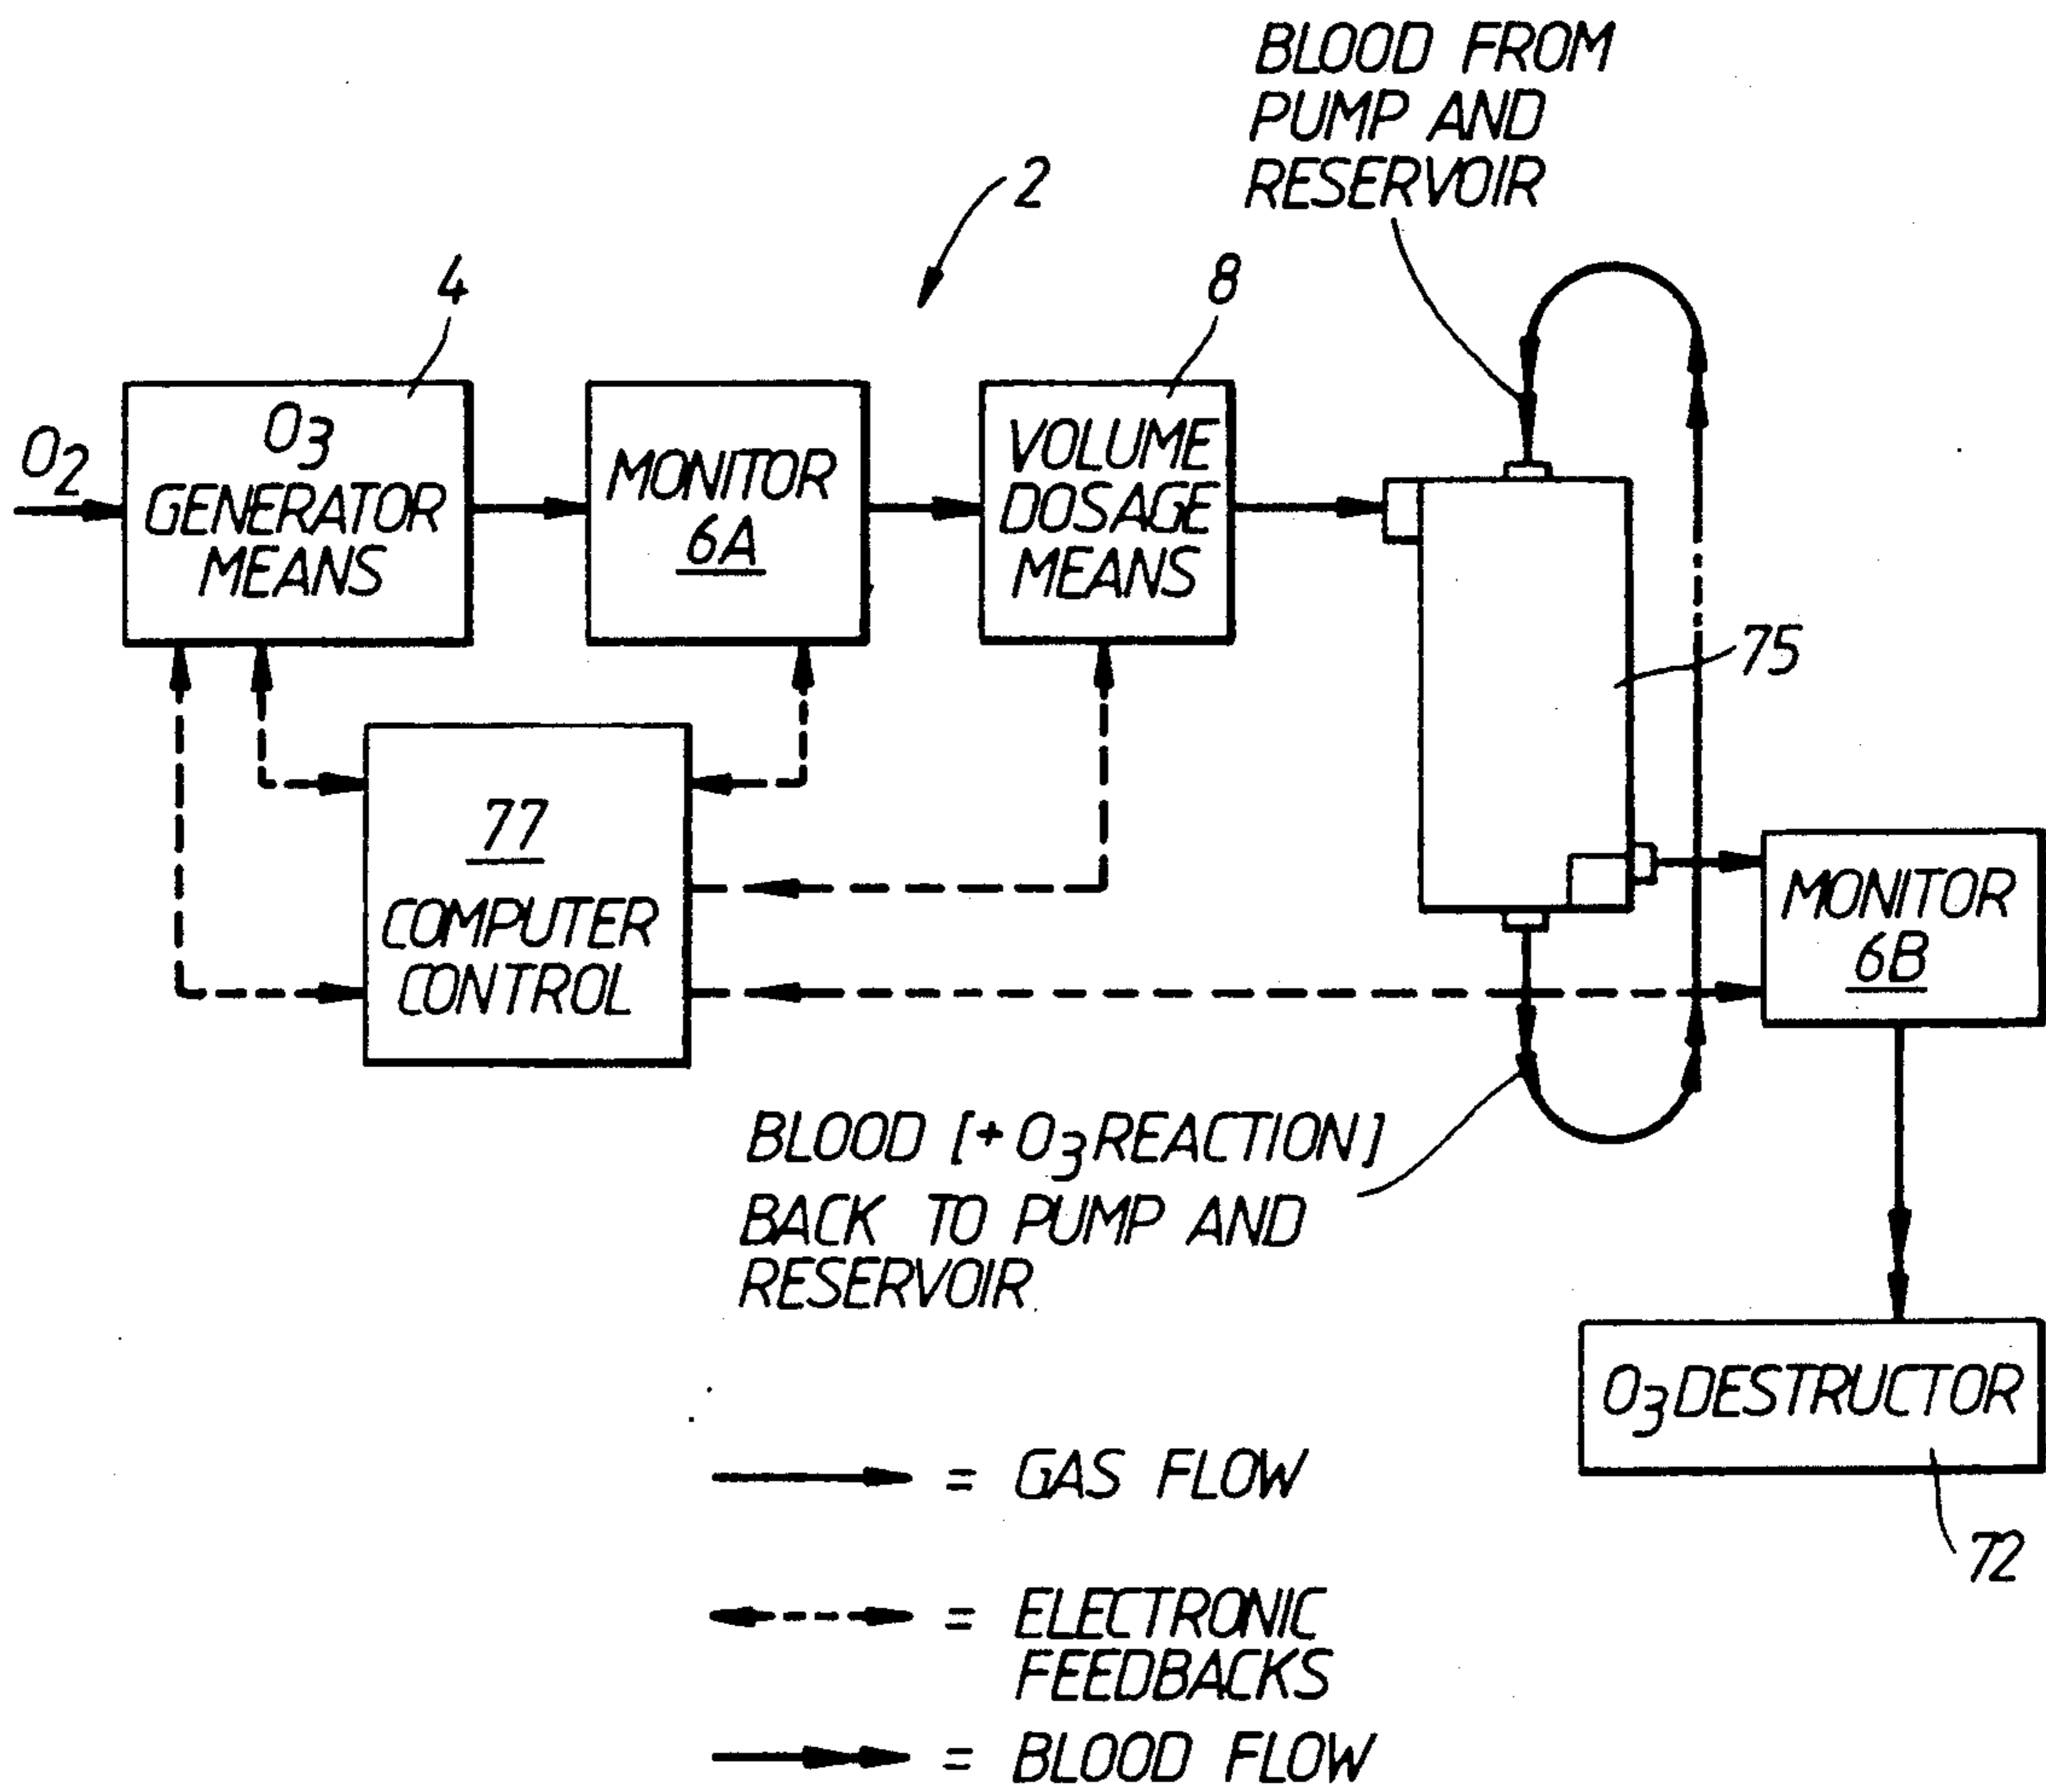 BLOOD FROM
PUMP AND
RESERVOIR
2
4
8
O2
O3
GENERATOR
MEANS
MONITOR
6A
VOLUME
DOSAGE
MEANS
75
77
COMPUTER
CONTROL
MONITOR
6B
BLOOD [+ O3 REACTION]
BACK TO PUMP AND
RESERVOIR
O3 DESTRUCTOR
72
= GAS FLOW
= ELECTRONIC
FEEDBACKS
= BLOOD FLOW